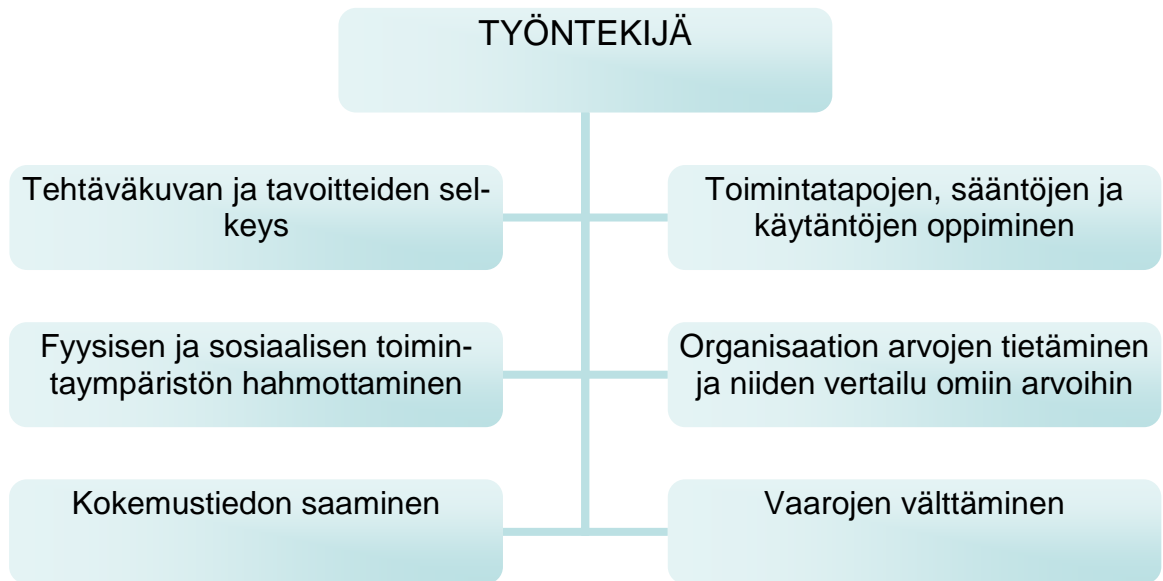 TYÖNTEKIJÄ
Tehtäväkuvan ja tavoitteiden sel-
keys
Toimintatapojen, sääntöjen ja
käytäntöjen oppiminen
Fyysisen ja sosiaalisen toimin-
taympäristön hahmottaminen
Organisaation arvojen tietäminen
ja niiden vertailu omiin arvoihin
Kokemustiedon saaminen
Vaarojen välttäminen